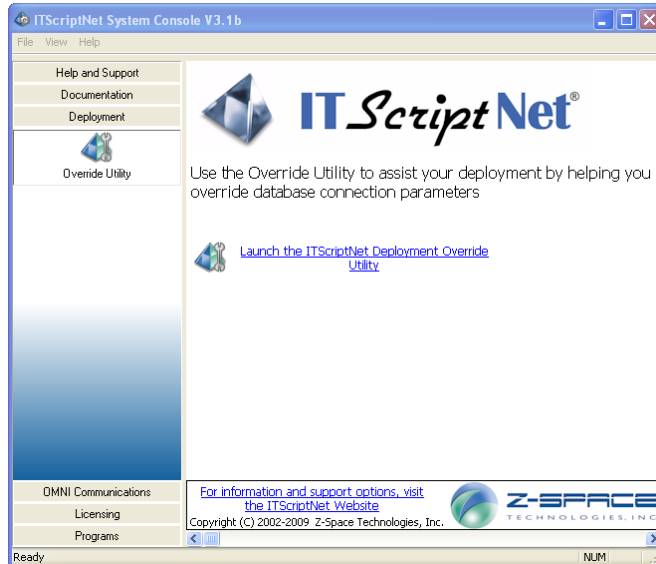 ITScriptNet System Console V3.1b
File View Help
Help and Support
Documentation
Deployment
Override Utility
ITScriptNet®
Use the Override Utility to assist your deployment by helping you
override database connection parameters
Launch the ITScriptNet Deployment Override
Utility
OMNI Communications
Licensing
Programs
For information and support options, visit
the ITScriptNet Website
Copyright (C) 2002-2009 Z-Space Technologies, Inc.
Z-SPACE
TECHNOLOGIES, INC
Ready
NUM